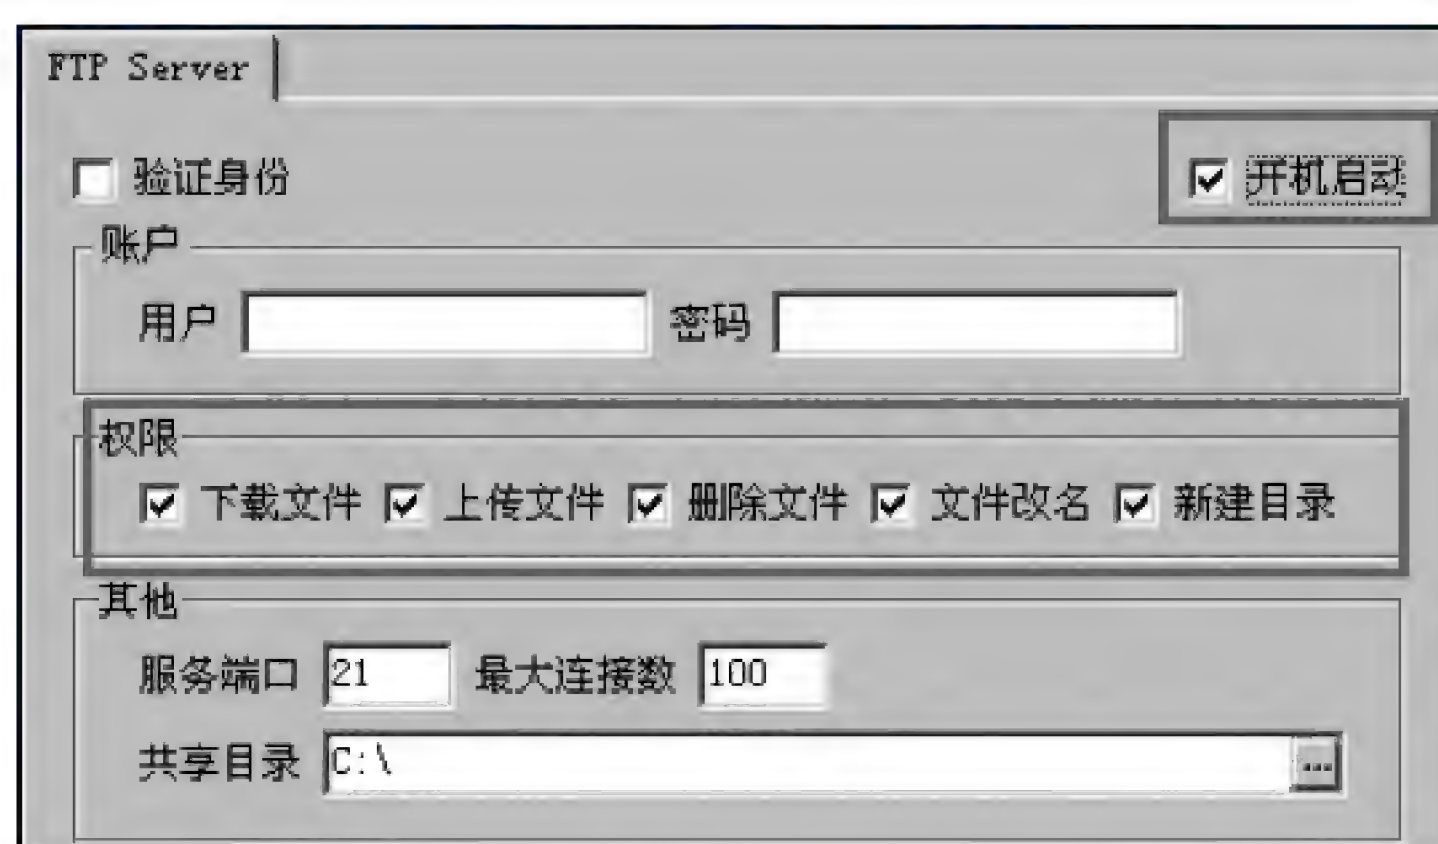 FTP Server
验证身份 开机启动
账户
用户 密码
权限
下载文件 上传文件 删除文件 文件改名 新建目录
其他
服务端口 21 最大连接数 100
共享目录 C:\ ...